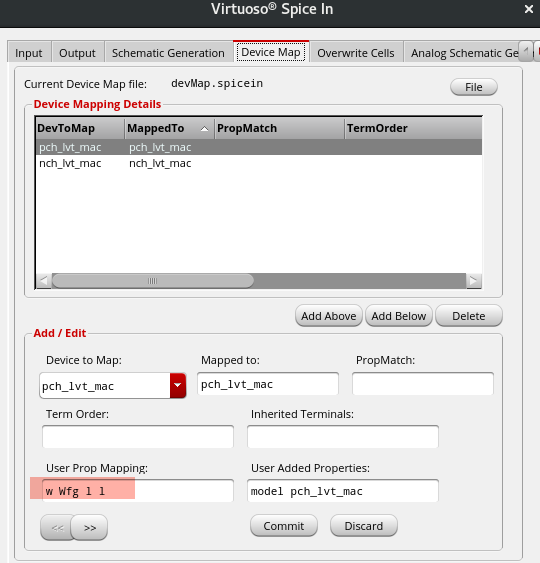 Virtuoso® Spice In
Input Output Schematic Generation Device Map Overwrite Cells Analog Schematic Ge
Current Device Map file: devMap.spicein File
Device Mapping Details
DevToMap MappedTo PropMatch TermOrder
pch_lvt_mac pch_lvt_mac
nch_lvt_mac nch_lvt_mac
Add Above Add Below Delete
Add / Edit
Device to Map: Mapped to: PropMatch:
pch_lvt_mac pch_lvt_mac
Term Order: Inherited Terminals:
User Prop Mapping: User Added Properties:
w Wfg l l model pch_lvt_mac
<< >> Commit Discard